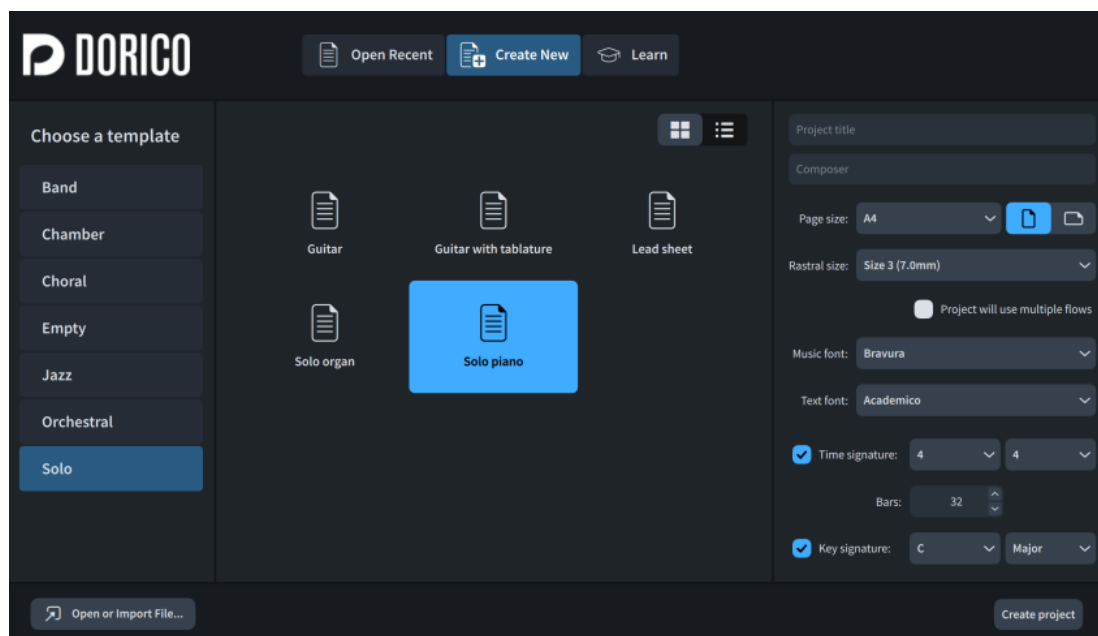 DORICO
Open Recent
Create New
Learn
Choose a template
Band
Chamber
Choral
Empty
Jazz
Orchestral
Solo
Guitar
Guitar with tablature
Lead sheet
Solo organ
Solo piano
Project title
Composer
Page size: A4
Rastral size: Size 3 (7.0mm)
Project will use multiple flows
Music font: Bravura
Text font: Academico
Time signature: 4 4
Bars: 32
Key signature: C Major
Open or Import File...
Create project